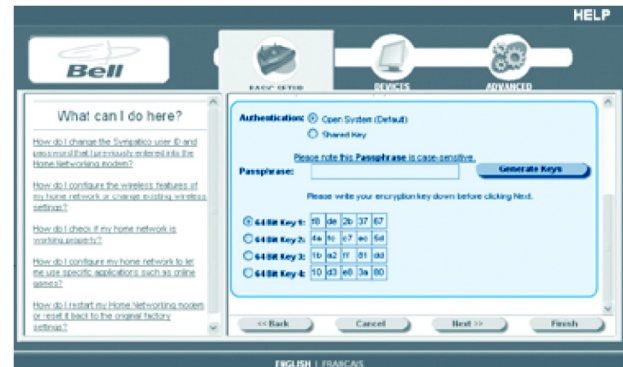 HELP
Bell
BASIC SETUP
DEVICES
ADVANCED
What can I do here?
How do I change the Sympatico user ID and
password that I previously entered into the
Home Networking modem?
How do I configure the wireless features of
my home network or change existing wireless
settings?
How do I check if my home network is
working properly?
How do I configure my home network to let
me use specific applications such as online
games?
How do I restart my Home Networking modem
or reset it back to the original factory
settings?
Authentication: Open System (Default)
Shared Key
Please note this Passphrase is case-sensitive.
Passphrase:
Generate Keys
Please write your encryption key down before clicking Next.
64 Bit Key 1: f8 de 2b 37 67
64 Bit Key 2: 4a fc c7 ec 5d
64 Bit Key 3: 1b a2 ff 81 dd
64 Bit Key 4: 10 d3 e8 3a 80
<< Back
Cancel
Next >>
Finish
ENGLISH | FRANCAIS